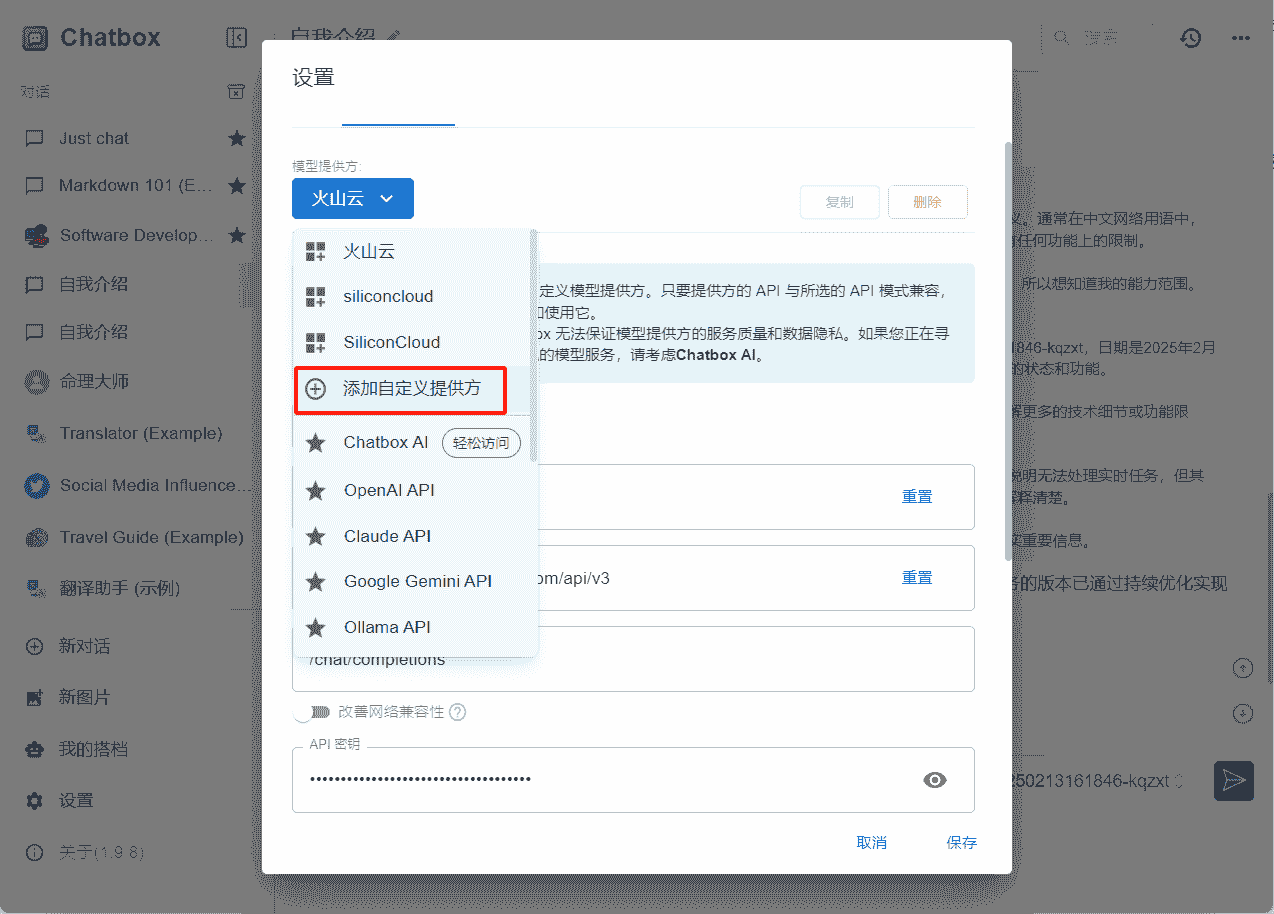 Chatbox
自我介绍
搜索
对话
Just chat
Markdown 101 (E...
Software Develop...
自我介绍
自我介绍
命理大师
Translator (Example)
Social Media Influence...
Travel Guide (Example)
翻译助手 (示例)
新对话
新图片
我的搭档
设置
关于(1.9.8)
设置
模型提供方:
火山云
复制
删除
火山云
siliconcloud
SiliconCloud
添加自定义提供方
Chatbox AI 轻松访问
OpenAI API
Claude API
Google Gemini API
Ollama API
定义模型提供方。只要提供方的 API 与所选的 API 模式兼容，
和使用它。
box 无法保证模型提供方的服务质量和数据隐私。如果您正在寻
的模型服务，请考虑Chatbox AI。
重置
om/api/v3
重置
/chat/completions
改善网络兼容性
API 密钥
取消
保存
义。通常在中文网络用语中，
有任何功能上的限制。
所以想知道我的能力范围。
1846-kqzxt，日期是2025年2月
的状态和功能。
解更多的技术细节或功能限
说明无法处理实时任务，但其
解释清楚。
实重要信息。
务的版本已通过持续优化实现
250213161846-kqzxt